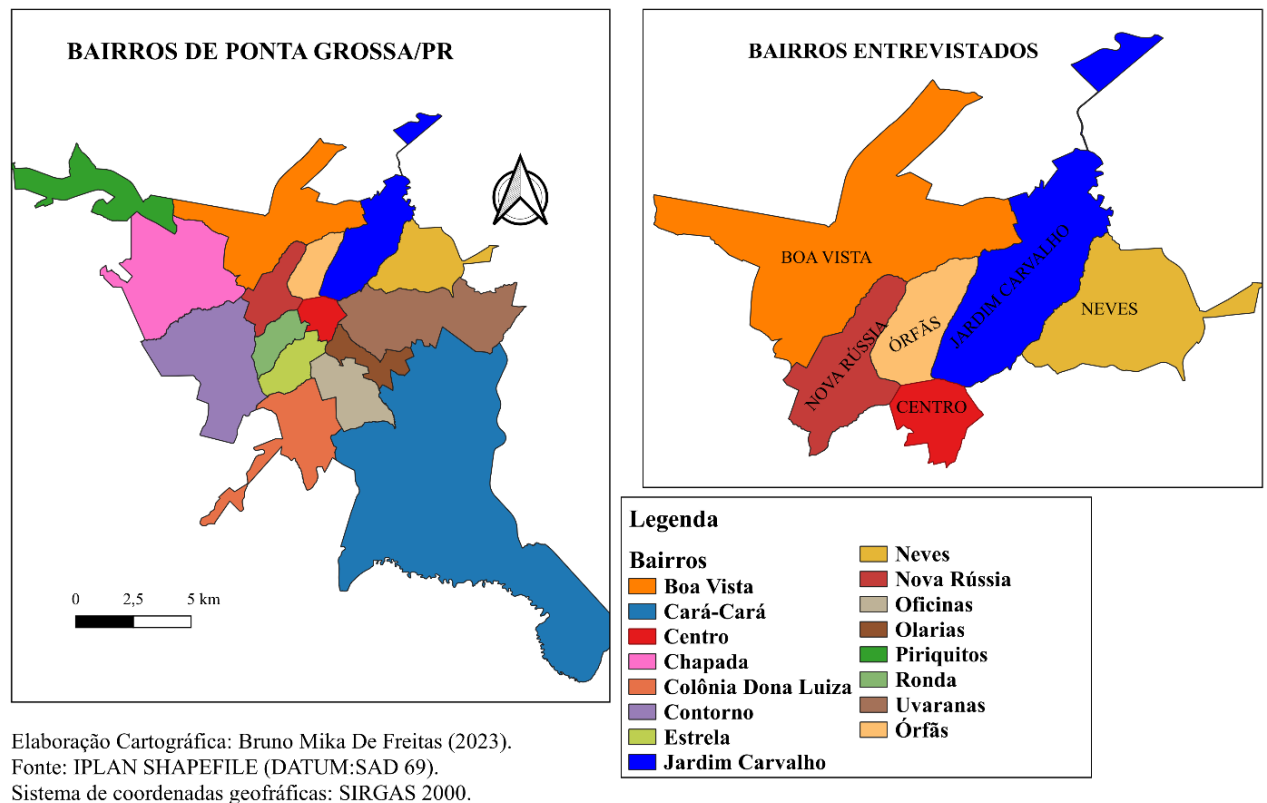 BAIRROS DE PONTA GROSSA/PR
0 2,5 5 km
BAIRROS ENTREVISTADOS
BOA VISTA
JARDIM CARVALHO
NEVES
ÓRFÃS
NOVA RÚSSIA
CENTRO
Legenda
Bairros
Boa Vista
Cará-Cará
Centro
Chapada
Colônia Dona Luiza
Contorno
Estrela
Jardim Carvalho
Neves
Nova Rússia
Oficinas
Olarias
Piriquitos
Ronda
Uvaranas
Órfãs
Elaboração Cartográfica: Bruno Mika De Freitas (2023).
Fonte: IPLAN SHAPEFILE (DATUM:SAD 69).
Sistema de coordenadas geofráficas: SIRGAS 2000.